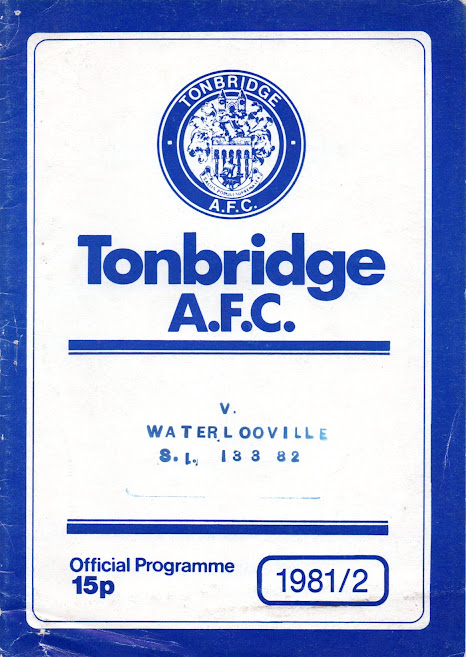 TONBRIDGE
A.F.C.
Tonbridge
A.F.C.
V.
WATERLOOVILLE
S.L. 13 3 82
Official Programme
15p
1981/2